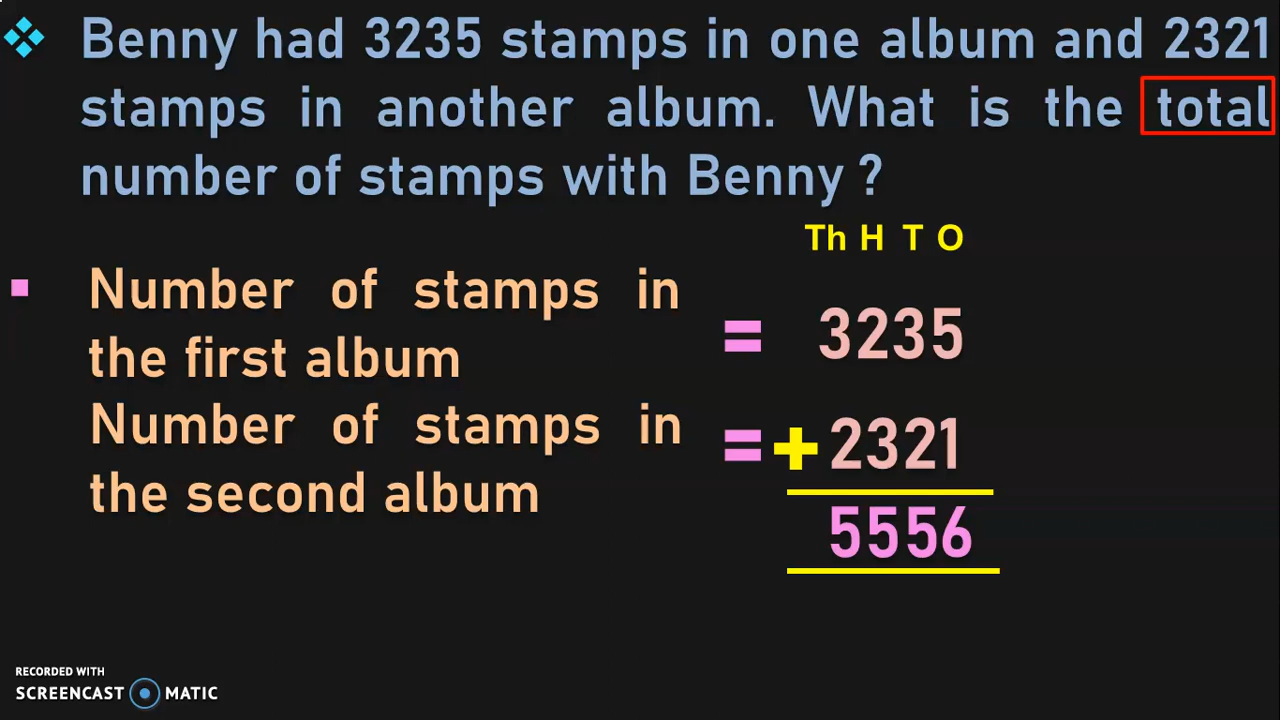 Benny had 3235 stamps in one album and 2321
stamps in another album. What is the total
number of stamps with Benny ?
Th H T O
Number of stamps in
the first album
= 3235
Number of stamps in
the second album
= + 2321
5556
RECORDED WITH
SCREENCAST MATIC